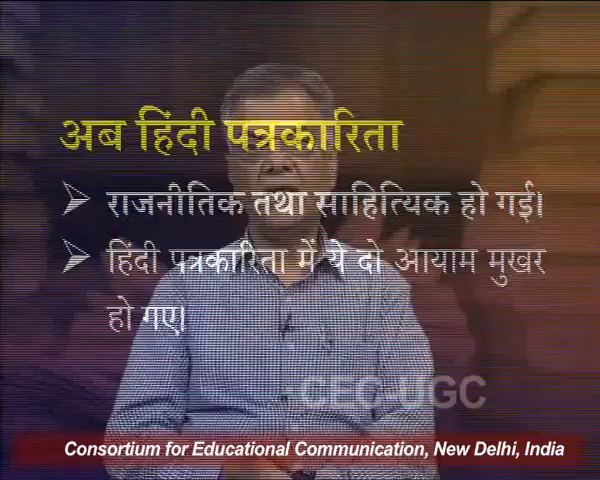 अब हिंदी पत्रकारिता
राजनीतिक तथा साहित्यिक हो गई।
हिंदी पत्रकारिता में ये दो आयाम मुखर
हो गए।
CEC-UGC
Consortium for Educational Communication, New Delhi, India